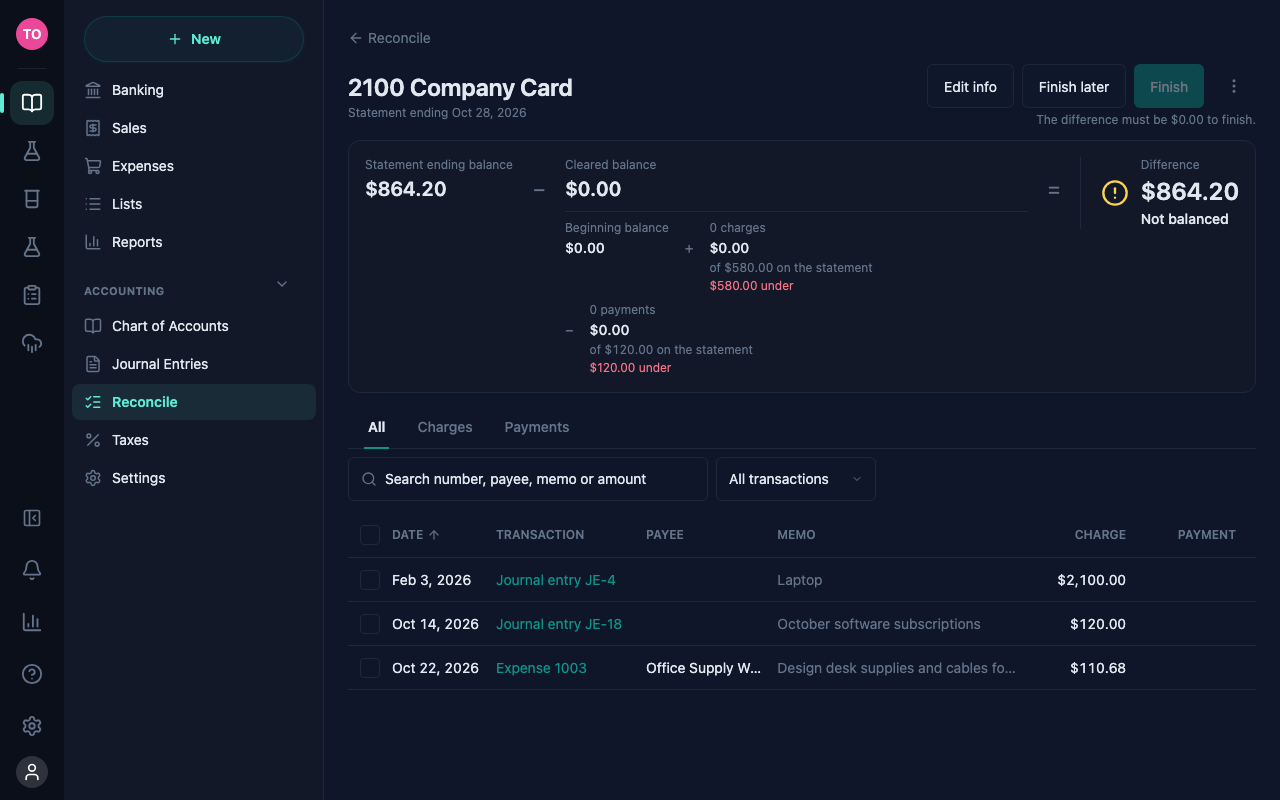 TO
New
Banking
Sales
Expenses
Lists
Reports
ACCOUNTING
Chart of Accounts
Journal Entries
Reconcile
Taxes
Settings
Reconcile
2100 Company Card
Statement ending Oct 28, 2026
Edit info
Finish later
Finish
The difference must be $0.00 to finish.
Statement ending balance
$864.20
–
Cleared balance
$0.00
=
Difference
$864.20
Not balanced
Beginning balance
$0.00
+
0 charges
$0.00
of $580.00 on the statement
$580.00 under
–
0 payments
$0.00
of $120.00 on the statement
$120.00 under
All Charges Payments
Search number, payee, memo or amount
All transactions
DATE TRANSACTION PAYEE MEMO CHARGE PAYMENT
Feb 3, 2026 Journal entry JE-4 Laptop $2,100.00
Oct 14, 2026 Journal entry JE-18 October software subscriptions $120.00
Oct 22, 2026 Expense 1003 Office Supply W... Design desk supplies and cables fo... $110.68